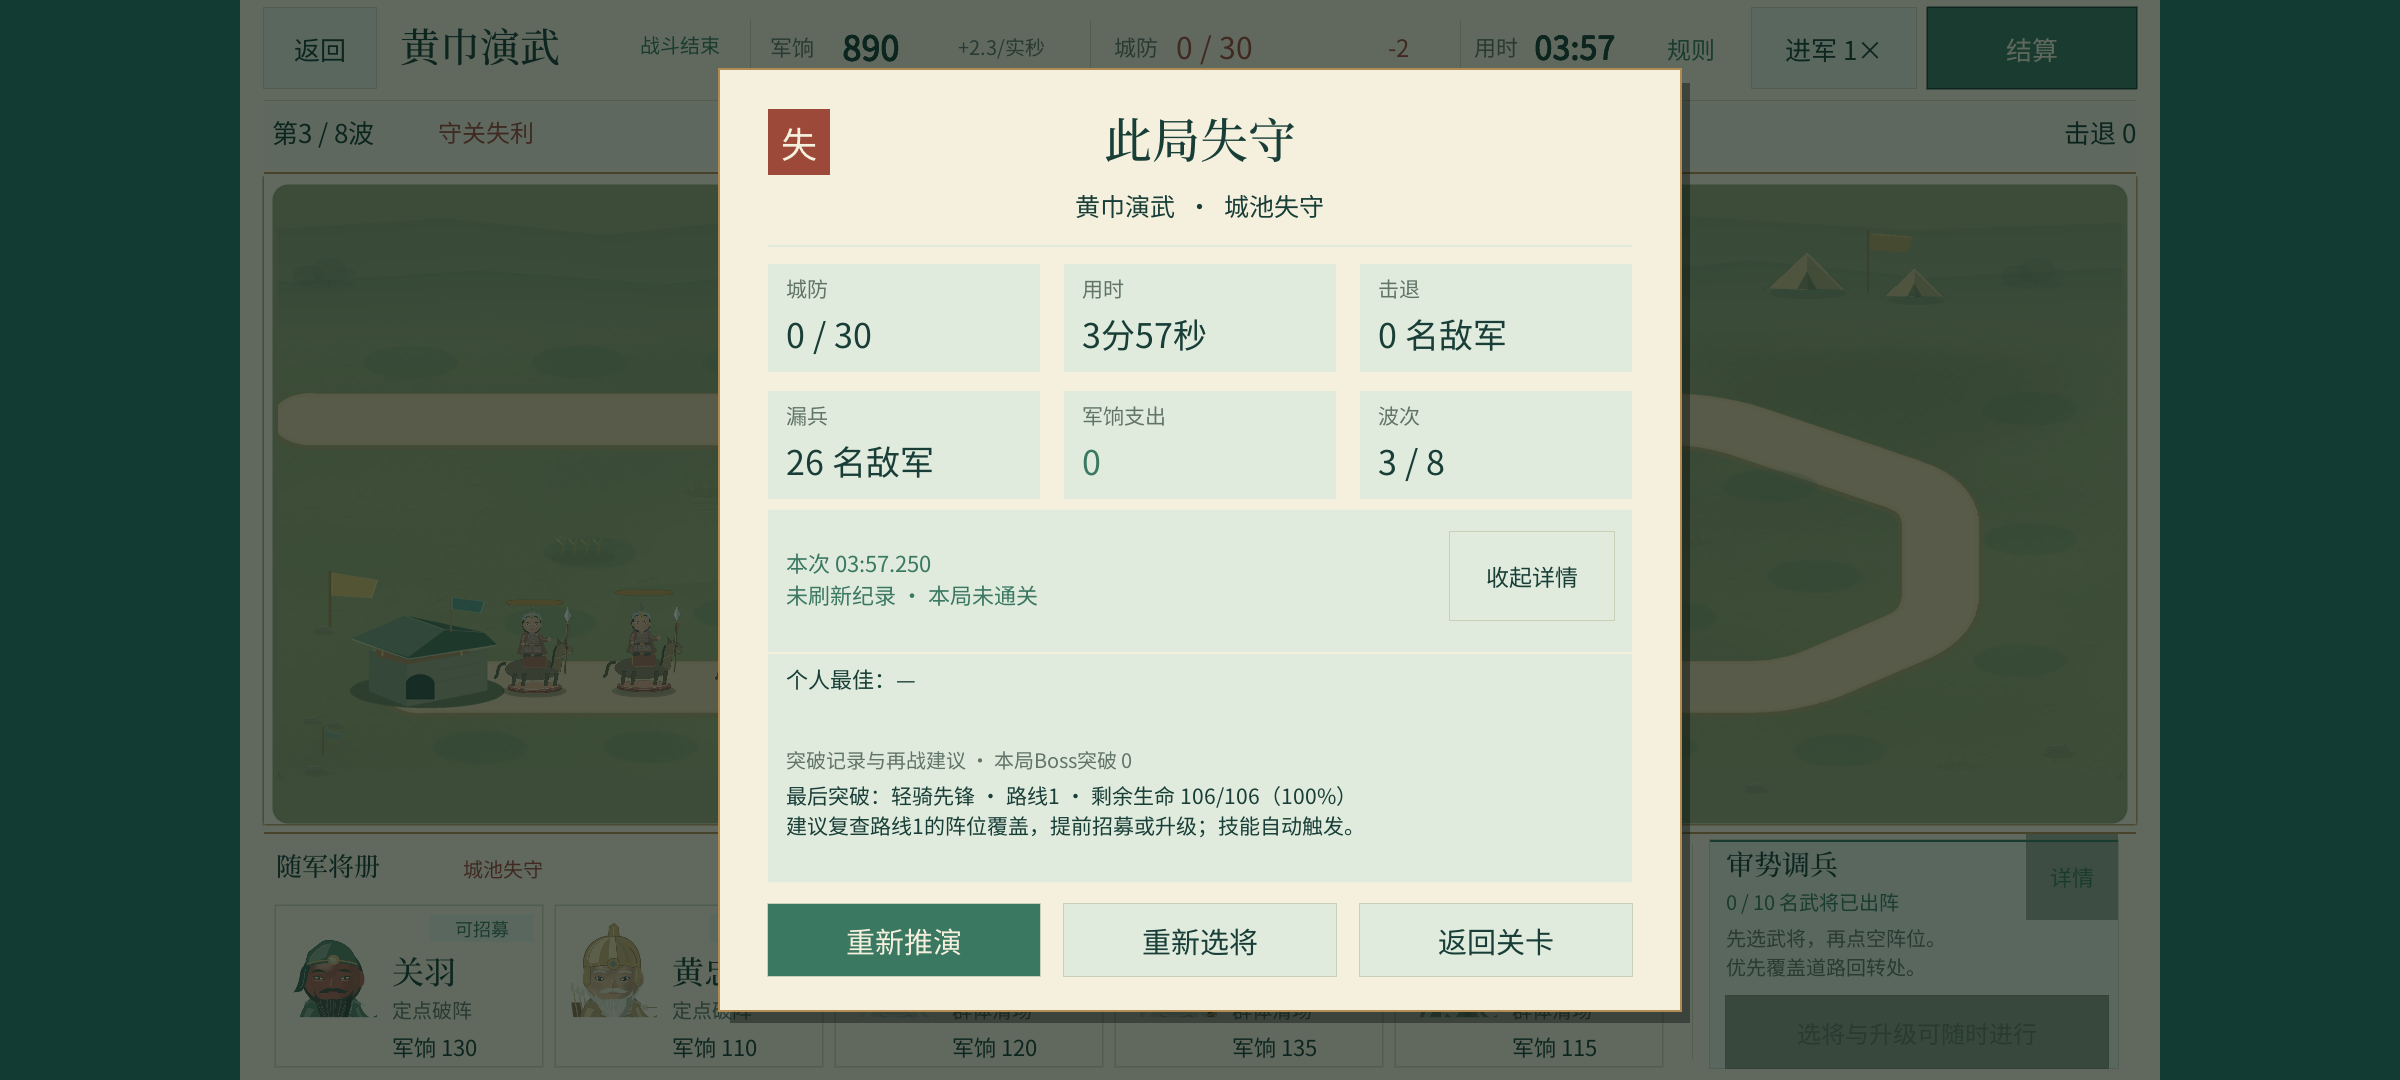 返回
黄巾演武
战斗结束
军饷 890 +2.3/实秒
城防 0 / 30 -2
用时 03:57
规则
进军 1×
结算
第3 / 8波
守关失利
击退 0
失
此局失守
黄巾演武 · 城池失守
城防
0 / 30
用时
3分57秒
击退
0 名敌军
漏兵
26 名敌军
军饷支出
0
波次
3 / 8
本次 03:57.250
未刷新纪录 · 本局未通关
收起详情
个人最佳：—
突破记录与再战建议 · 本局Boss突破 0
最后突破：轻骑先锋 · 路线1 · 剩余生命 106/106（100%）
建议复查路线1的阵位覆盖，提前招募或升级；技能自动触发。
重新推演
重新选将
返回关卡
随军将册
城池失守
可招募
关羽
定点破阵
军饷 130
黄忠
定点破阵
军饷 110
军饷 120
军饷 135
军饷 115
审势调兵
详情
0 / 10 名武将已出阵
先选武将，再点空阵位。
优先覆盖道路回转处。
选将与升级可随时进行